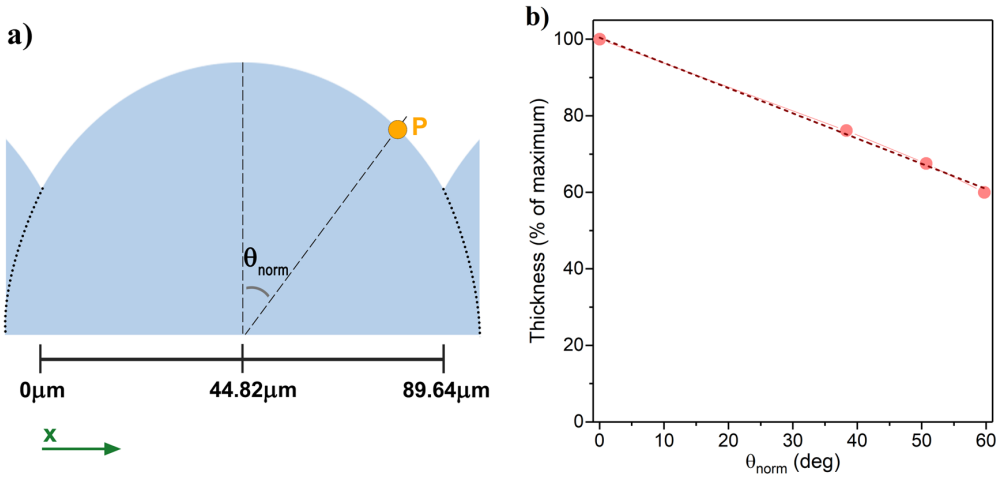 a)
P
θnorm
0μm
44.82μm
89.64μm
x
b)
Thickness (% of maximum)
100
80
60
40
20
0
0
10
20
30
40
50
60
θnorm (deg)